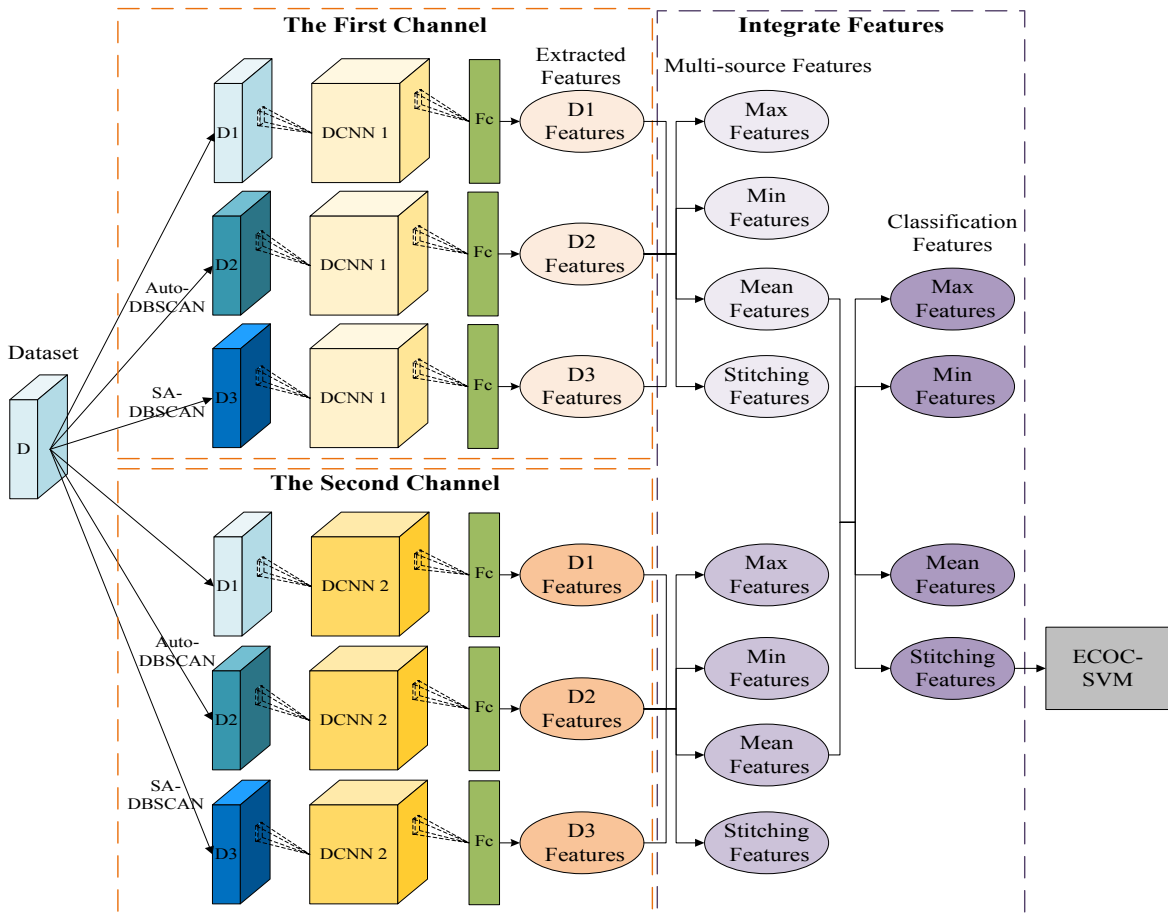 The First Channel
Integrate Features
Extracted
Features
Multi-source Features
D1
DCNN 1
Fc
D1
Features
Max
Features
Min
Features
Auto-
DBSCAN
D2
DCNN 1
Fc
D2
Features
Classification
Features
Mean
Features
Max
Features
Dataset
SA-
DBSCAN
D3
DCNN 1
Fc
D3
Features
Stitching
Features
Min
Features
D
The Second Channel
D1
DCNN 2
Fc
D1
Features
Max
Features
Mean
Features
Auto-
DBSCAN
D2
DCNN 2
Fc
D2
Features
Min
Features
Stitching
Features
ECOC-
SVM
Mean
Features
SA-
DBSCAN
D3
DCNN 2
Fc
D3
Features
Stitching
Features